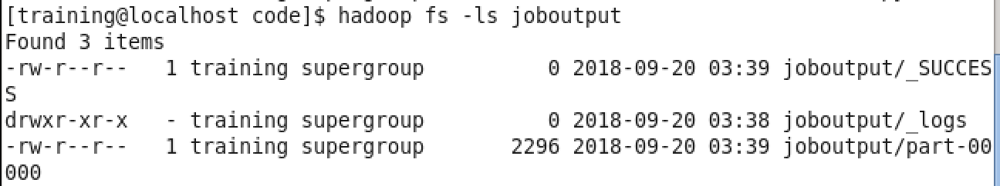 [training@localhost code]$ hadoop fs -ls joboutput
Found 3 items
-rw-r--r--   1 training supergroup          0 2018-09-20 03:39 joboutput/_SUCCES
S
drwxr-xr-x   - training supergroup          0 2018-09-20 03:38 joboutput/_logs
-rw-r--r--   1 training supergroup       2296 2018-09-20 03:39 joboutput/part-00
000